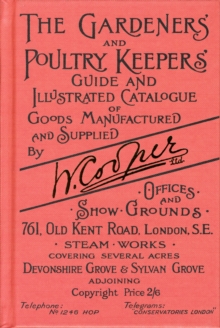 THE GARDENERS'
AND
POULTRY KEEPERS'
GUIDE AND
ILLUSTRATED CATALOGUE
OF
GOODS MANUFACTURED
AND SUPPLIED
BY
W. Cooper Ltd
OFFICES
AND
SHOW-GROUNDS
761, OLD KENT ROAD, LONDON, S.E.
STEAM-WORKS
COVERING SEVERAL ACRES
DEVONSHIRE GROVE & SYLVAN GROVE
ADJOINING
Copyright Price 2/6
Telephone: Telegrams:
No 1248 HOP CONSERVATORIES LONDON